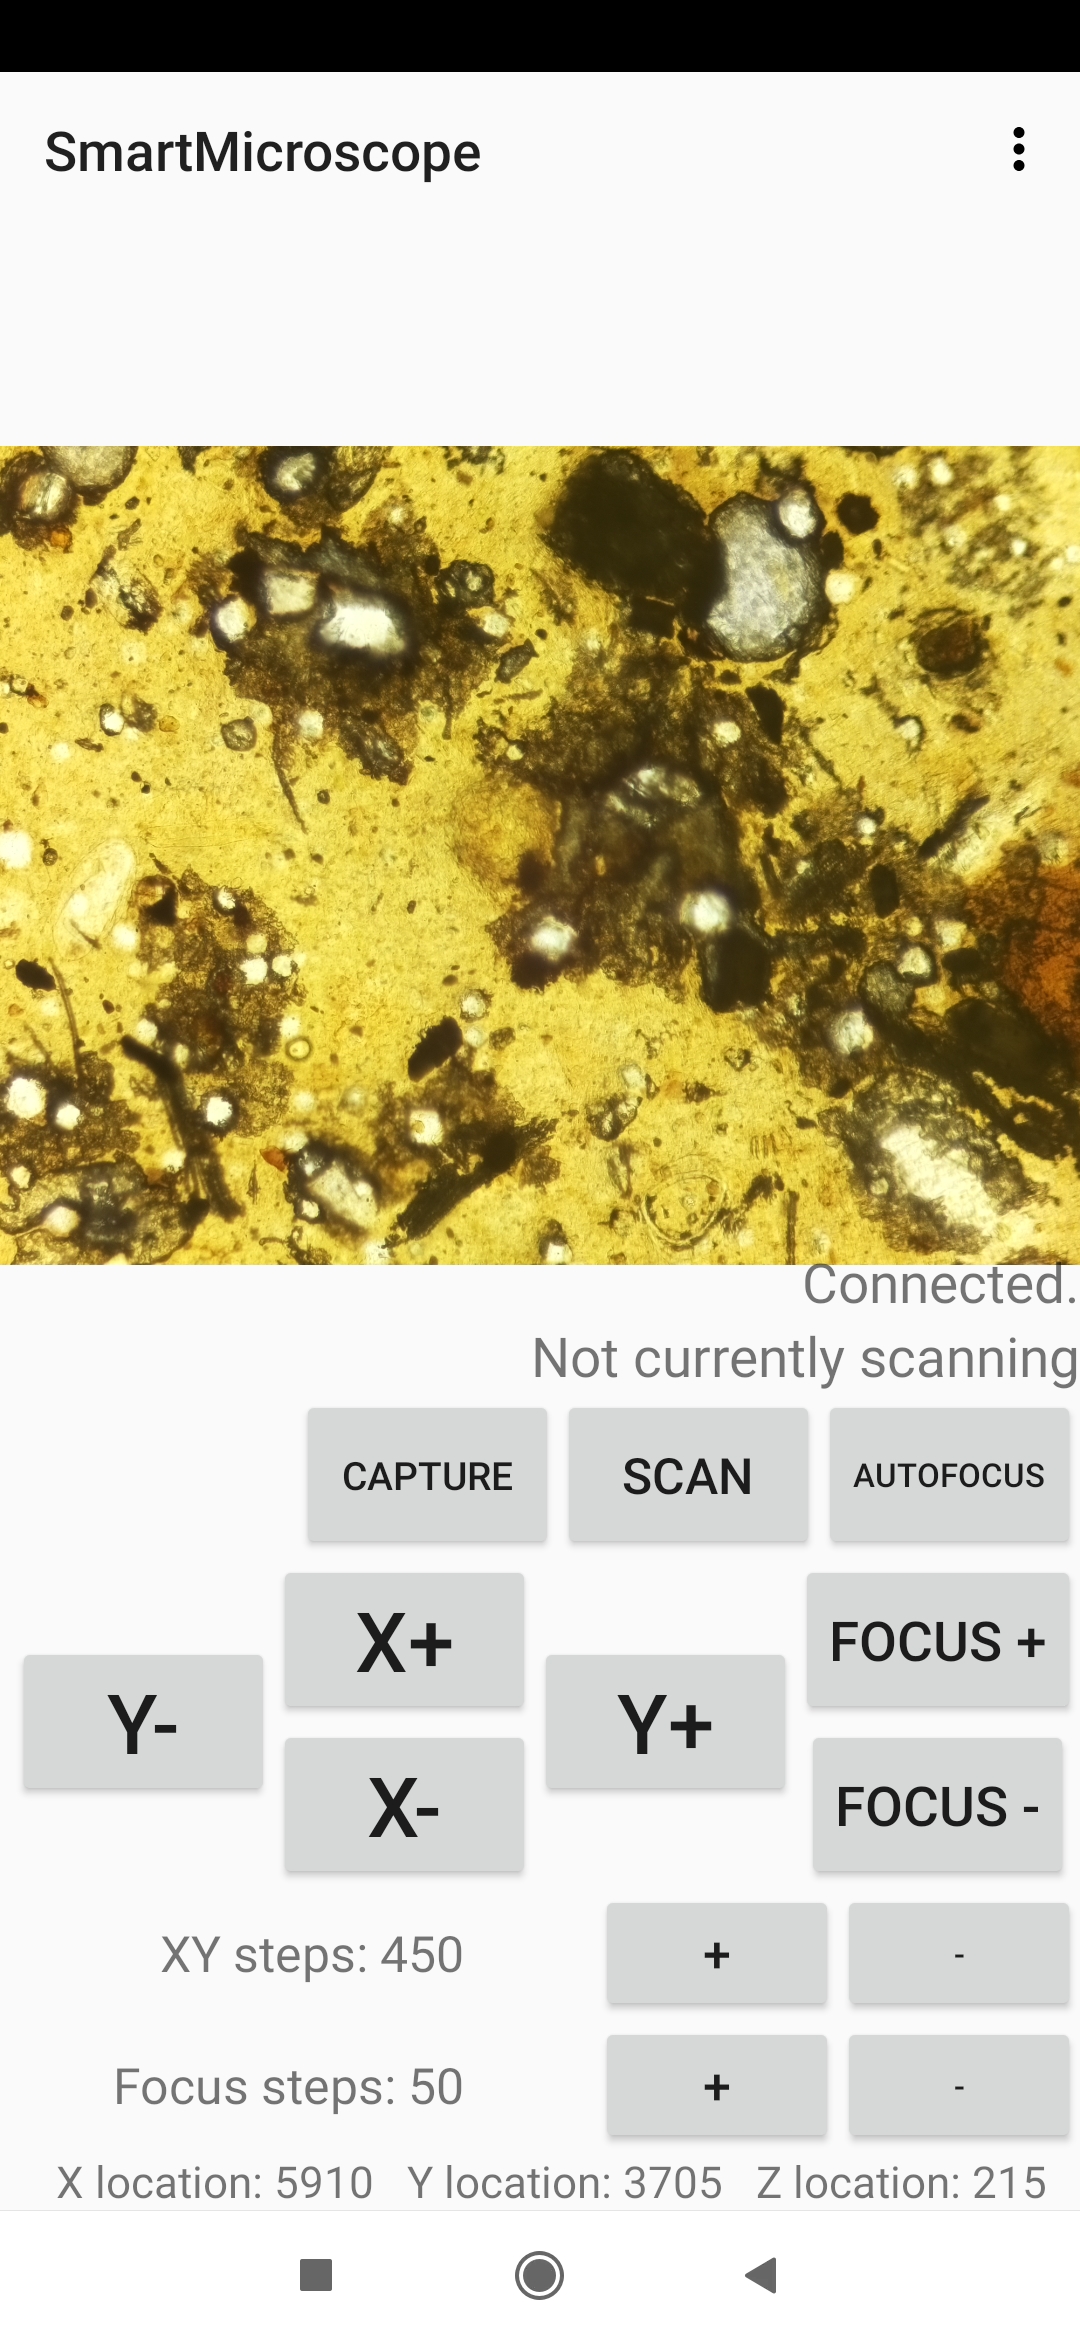 SmartMicroscope
Connected.
Not currently scanning
CAPTURE SCAN AUTOFOCUS
X+ FOCUS +
Y- Y+
X- FOCUS -
XY steps: 450 + -
Focus steps: 50 + -
X location: 5910 Y location: 3705 Z location: 215